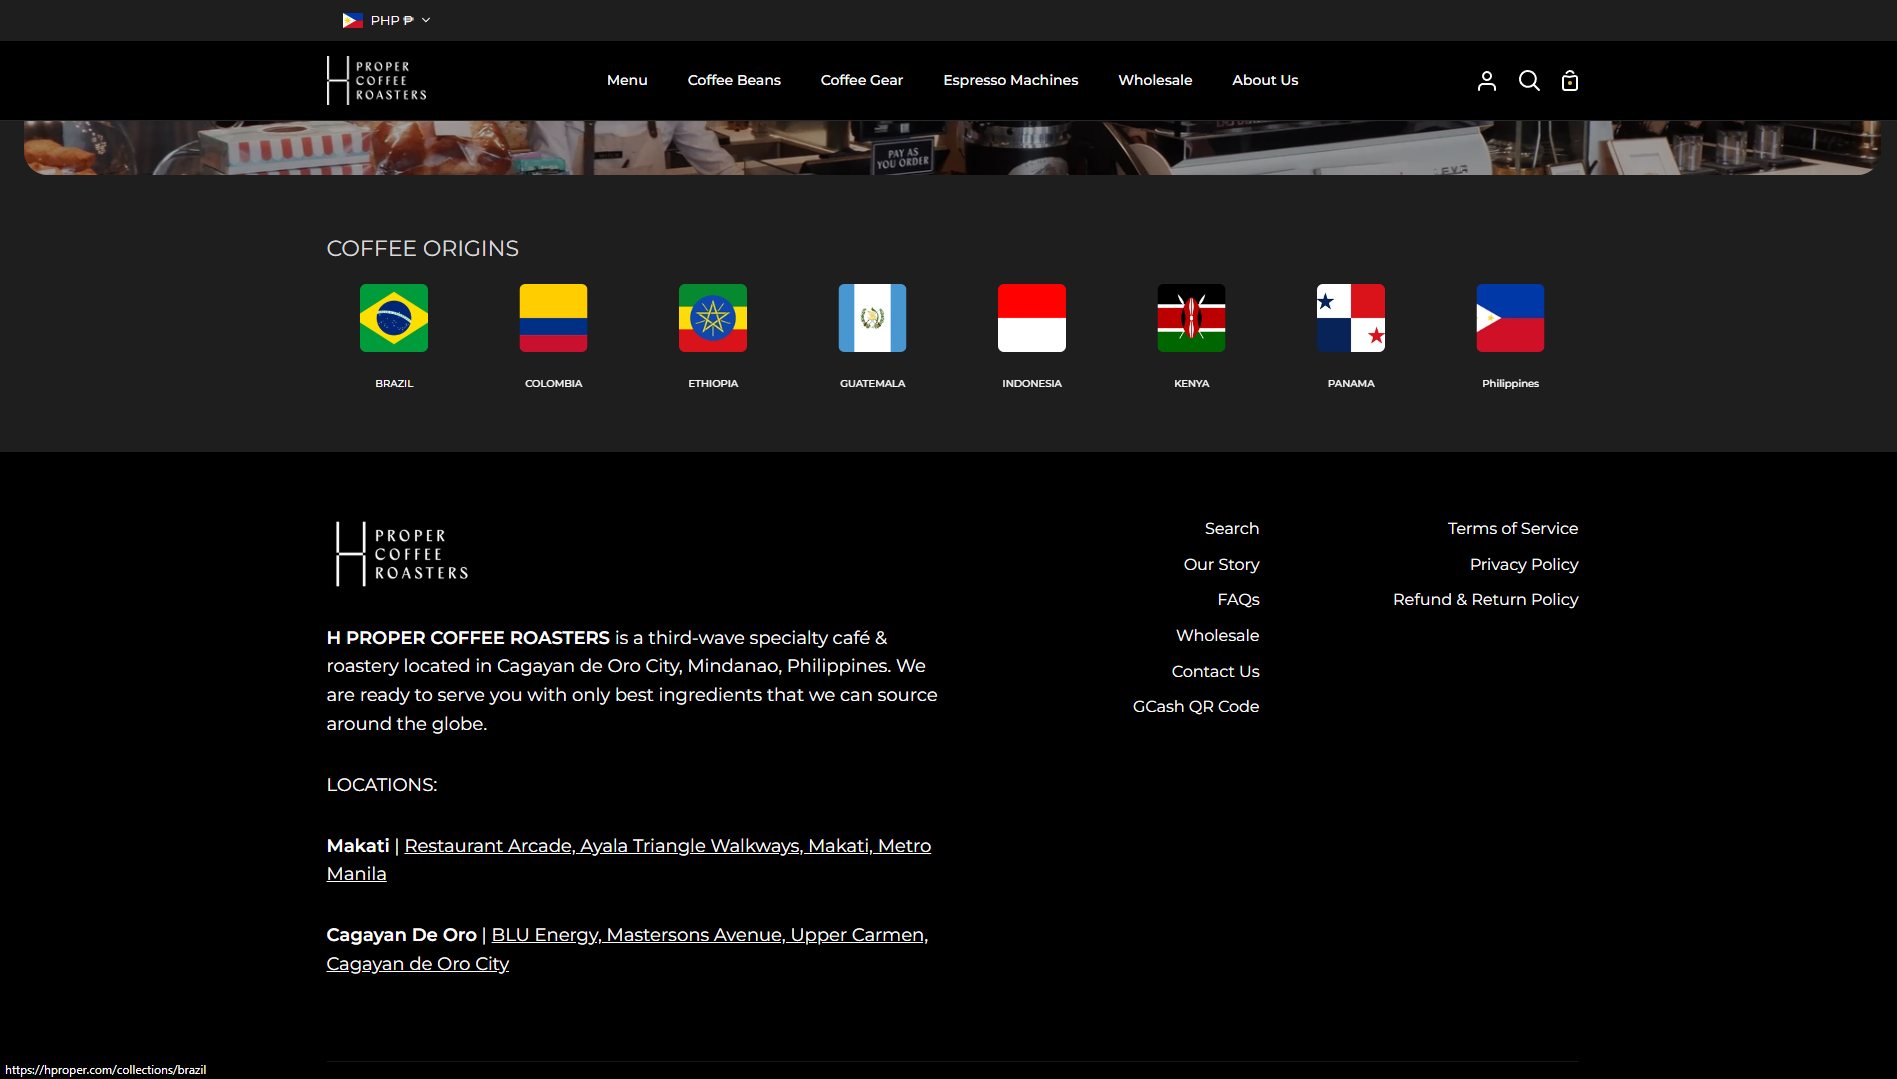 PHP ₱
PROPER
COFFEE
ROASTERS
Menu
Coffee Beans
Coffee Gear
Espresso Machines
Wholesale
About Us
PAY AS
YOU ORDER
COFFEE ORIGINS
BRAZIL
COLOMBIA
ETHIOPIA
GUATEMALA
INDONESIA
KENYA
PANAMA
Philippines
H PROPER
COFFEE
ROASTERS
H PROPER COFFEE ROASTERS is a third-wave specialty café &
roastery located in Cagayan de Oro City, Mindanao, Philippines. We
are ready to serve you with only best ingredients that we can source
around the globe.
LOCATIONS:
Makati | Restaurant Arcade, Ayala Triangle Walkways, Makati, Metro
Manila
Cagayan De Oro | BLU Energy, Mastersons Avenue, Upper Carmen,
Cagayan de Oro City
Search
Our Story
FAQs
Wholesale
Contact Us
GCash QR Code
Terms of Service
Privacy Policy
Refund & Return Policy
https://hproper.com/collections/brazil